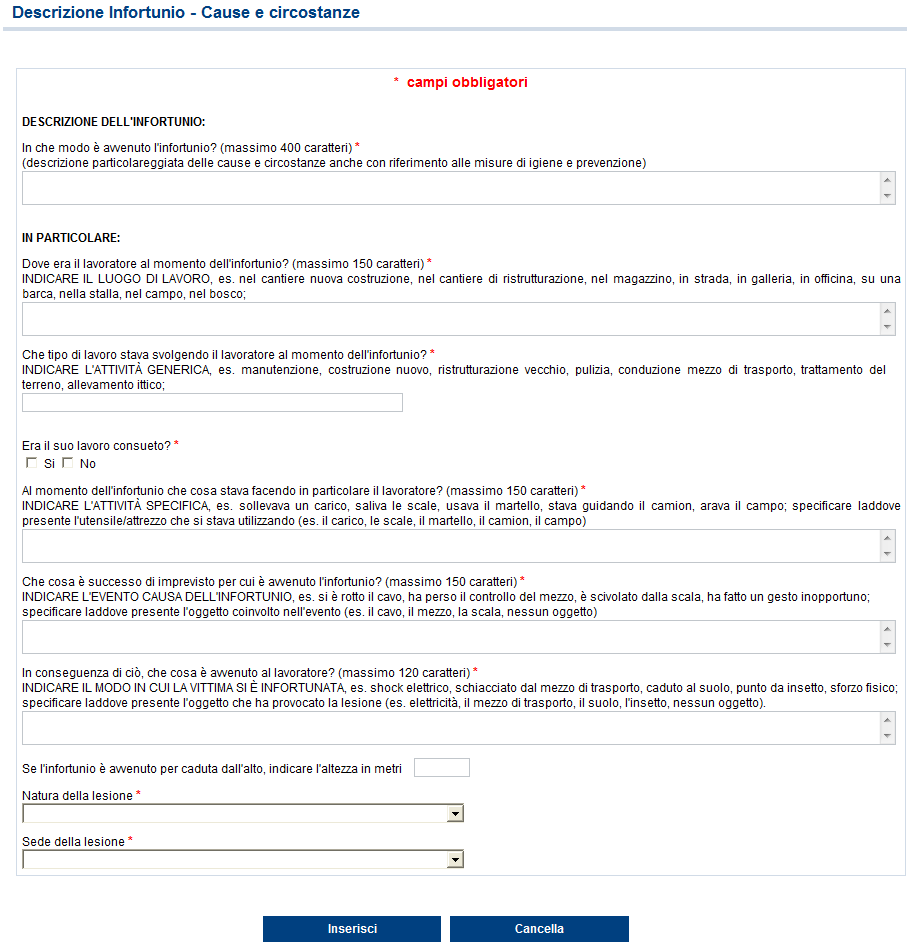 Descrizione Infortunio - Cause e circostanze
* campi obbligatori
DESCRIZIONE DELL'INFORTUNIO:
In che modo è avvenuto l'infortunio? (massimo 400 caratteri) *
(descrizione particolareggiata delle cause e circostanze anche con riferimento alle misure di igiene e prevenzione)
IN PARTICOLARE:
Dove era il lavoratore al momento dell'infortunio? (massimo 150 caratteri) *
INDICARE IL LUOGO DI LAVORO, es. nel cantiere nuova costruzione, nel cantiere di ristrutturazione, nel magazzino, in strada, in galleria, in officina, su una
barca, nella stalla, nel campo, nel bosco;
Che tipo di lavoro stava svolgendo il lavoratore al momento dell'infortunio? *
INDICARE L'ATTIVITÀ GENERICA, es. manutenzione, costruzione nuovo, ristrutturazione vecchio, pulizia, conduzione mezzo di trasporto, trattamento del
terreno, allevamento ittico;
Era il suo lavoro consueto? *
Si No
Al momento dell'infortunio che cosa stava facendo in particolare il lavoratore? (massimo 150 caratteri) *
INDICARE L'ATTIVITÀ SPECIFICA, es. sollevava un carico, saliva le scale, usava il martello, stava guidando il camion, arava il campo; specificare laddove
presente l'utensile/attrezzo che si stava utilizzando (es. il carico, le scale, il martello, il camion, il campo)
Che cosa è successo di imprevisto per cui è avvenuto l'infortunio? (massimo 150 caratteri) *
INDICARE L'EVENTO CAUSA DELL'INFORTUNIO, es. si è rotto il cavo, ha perso il controllo del mezzo, è scivolato dalla scala, ha fatto un gesto inopportuno;
specificare laddove presente l'oggetto coinvolto nell'evento (es. il cavo, il mezzo, la scala, nessun oggetto)
In conseguenza di ciò, che cosa è avvenuto al lavoratore? (massimo 120 caratteri) *
INDICARE IL MODO IN CUI LA VITTIMA SI È INFORTUNATA, es. shock elettrico, schiacciato dal mezzo di trasporto, caduto al suolo, punto da insetto, sforzo fisico;
specificare laddove presente l'oggetto che ha provocato la lesione (es. elettricità, il mezzo di trasporto, il suolo, l'insetto, nessun oggetto).
Se l'infortunio è avvenuto per caduta dall'alto, indicare l'altezza in metri
Natura della lesione *
Sede della lesione *
Inserisci Cancella